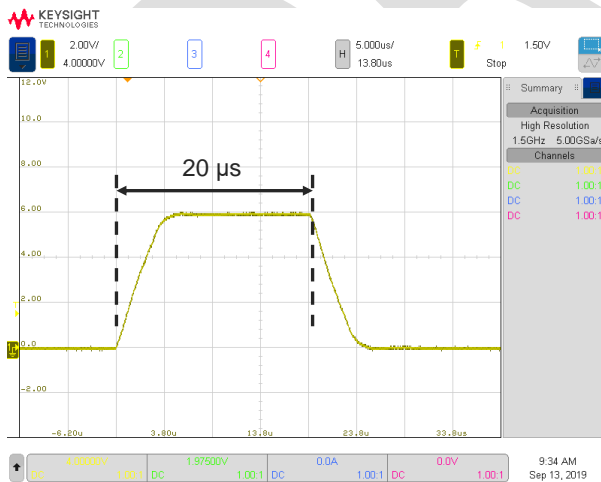 KEYSIGHT
TECHNOLOGIES
1 2.00V/ 4.00000V 2 3 4 H 5.000us/ 13.80us T 1.50V Stop
12.0V
10.0
8.00
6.00
4.00
2.00
0.0
-2.00
20 µs
-6.20u 3.80u 13.8u 23.8u 33.8us
Summary
Acquisition
High Resolution
1.5GHz 5.00GSa/s
Channels
DC
DC 1.00:1
DC 1.00:1
DC 1.00:1
DC 1.97500V DC 1.00:1 0.0A DC 1.00:1 0.0V DC 1.00:1
9:34 AM
Sep 13, 2019